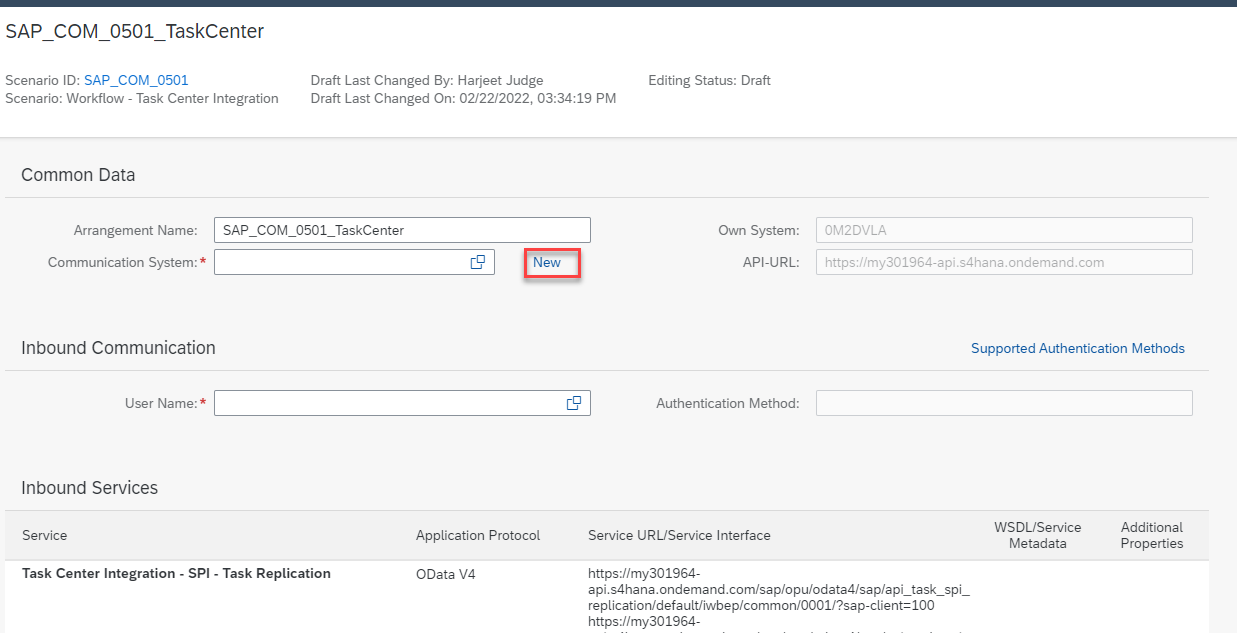 SAP_COM_0501_TaskCenter
Scenario ID: SAP_COM_0501
Scenario: Workflow - Task Center Integration
Draft Last Changed By: Harjeet Judge
Draft Last Changed On: 02/22/2022, 03:34:19 PM
Editing Status: Draft
Common Data
Arrangement Name: SAP_COM_0501_TaskCenter
Own System: 0M2DVLA
Communication System:* New
API-URL: https://my301964-api.s4hana.ondemand.com
Inbound Communication
Supported Authentication Methods
User Name:*
Authentication Method:
Inbound Services
Service
Application Protocol
Service URL/Service Interface
WSDL/Service
Metadata
Additional
Properties
Task Center Integration - SPI - Task Replication
OData V4
https://my301964-
api.s4hana.ondemand.com/sap/opu/odata4/sap/api_task_spi_
replication/default/iwbep/common/0001/?sap-client=100
https://my301964-